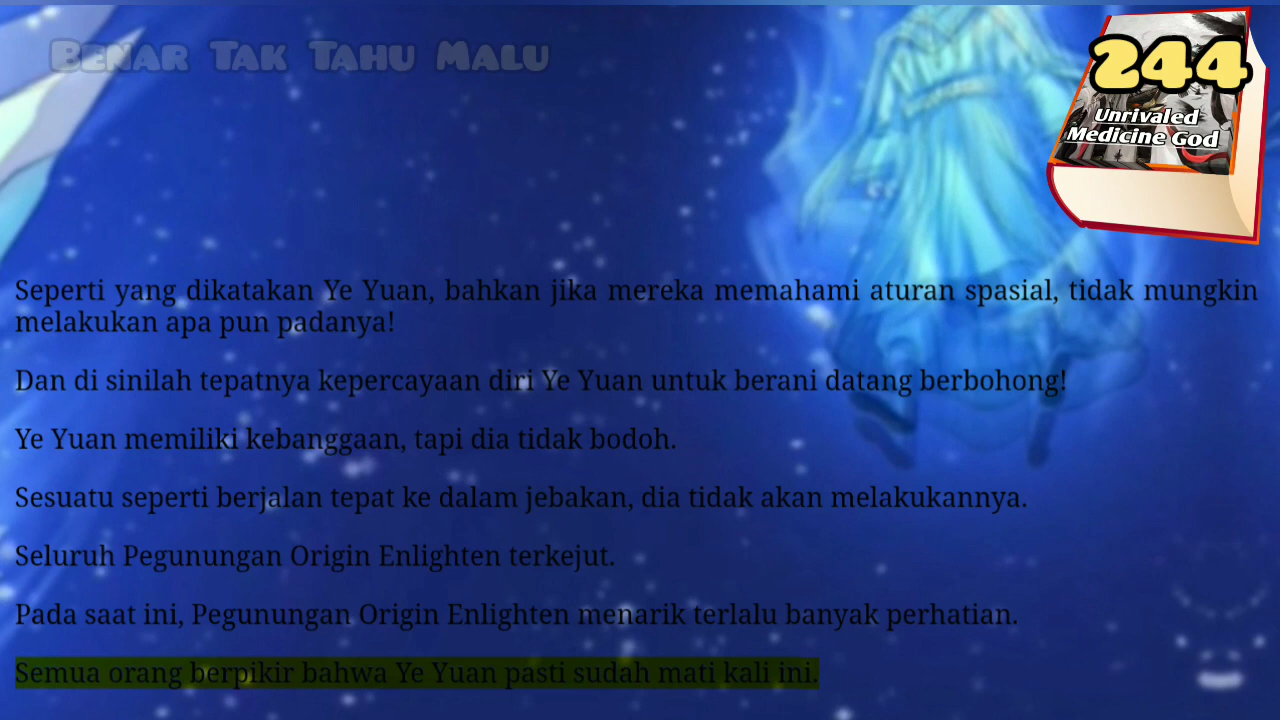 Benar Tak Tahu Malu
244
Unrivaled
Medicine God
Seperti yang dikatakan Ye Yuan, bahkan jika mereka memahami aturan spasial, tidak mungkin
melakukan apa pun padanya!
Dan di sinilah tepatnya kepercayaan diri Ye Yuan untuk berani datang berbohong!
Ye Yuan memiliki kebanggaan, tapi dia tidak bodoh.
Sesuatu seperti berjalan tepat ke dalam jebakan, dia tidak akan melakukannya.
Seluruh Pegunungan Origin Enlighten terkejut.
Pada saat ini, Pegunungan Origin Enlighten menarik terlalu banyak perhatian.
Semua orang berpikir bahwa Ye Yuan pasti sudah mati kali ini.